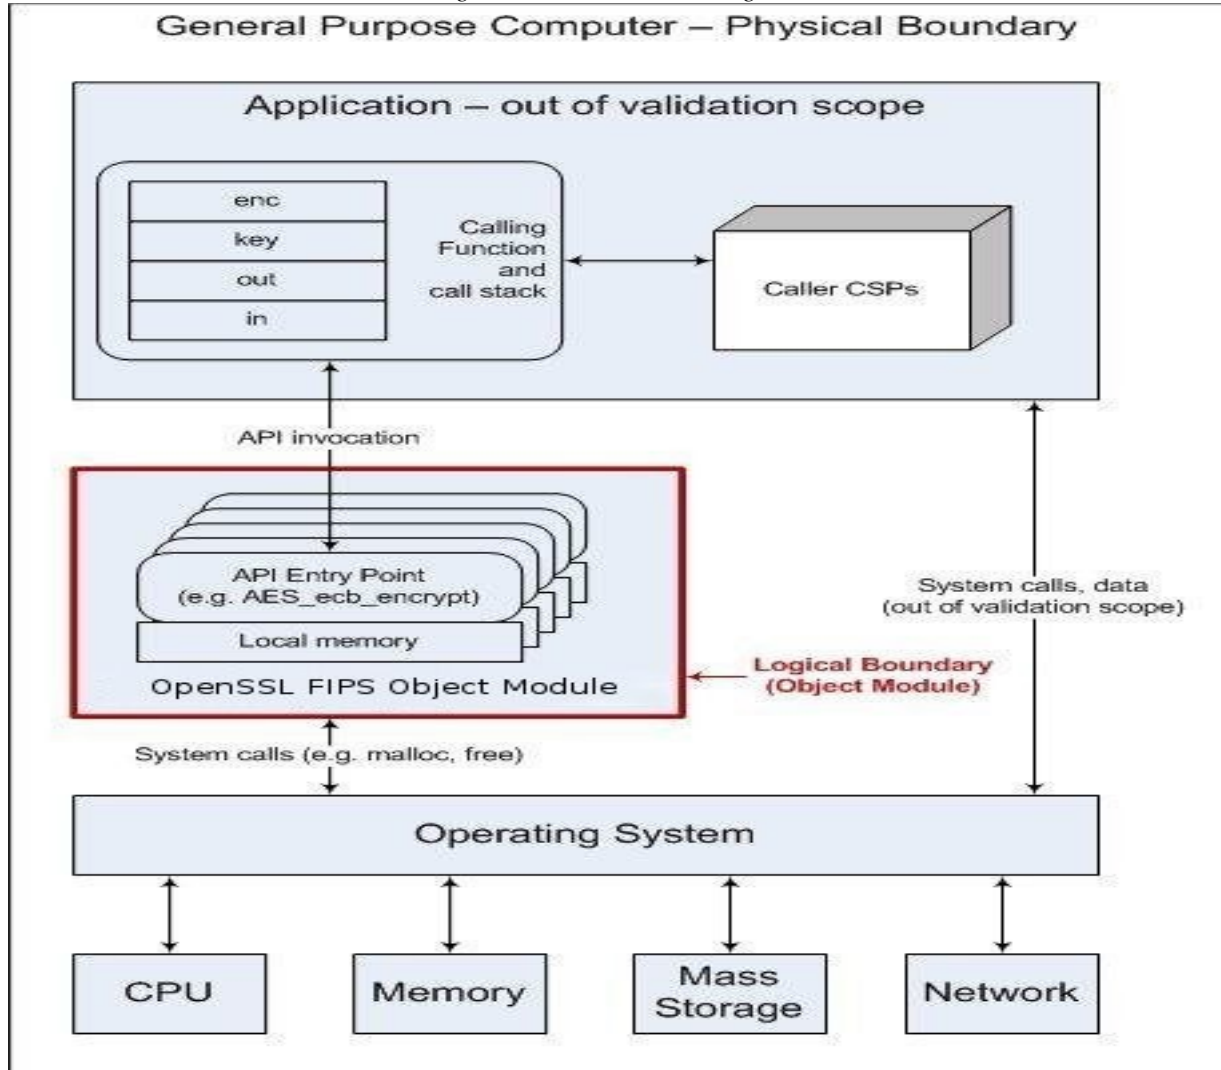 General Purpose Computer – Physical Boundary
Application – out of validation scope
enc
key
out
in
Calling
Function
and
call stack
Caller CSPs
API invocation
API Entry Point
(e.g. AES_ecb_encrypt)
Local memory
OpenSSL FIPS Object Module
System calls, data
(out of validation scope)
Logical Boundary
(Object Module)
System calls (e.g. malloc, free)
Operating System
CPU
Memory
Mass
Storage
Network